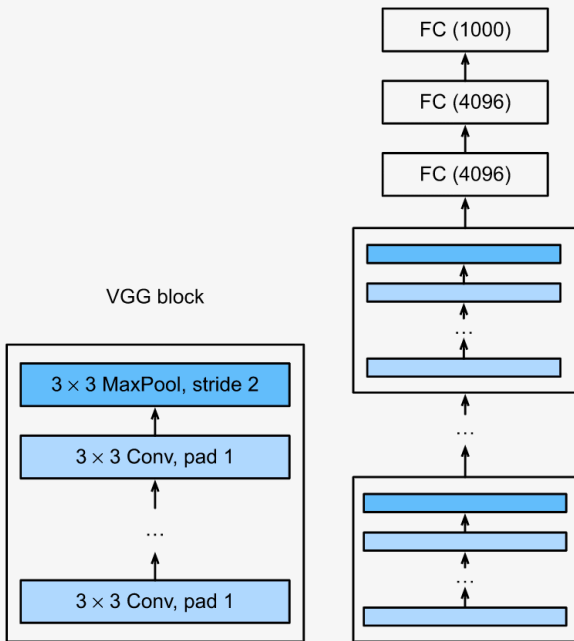 FC (1000)
FC (4096)
FC (4096)
...
...
VGG block
3 × 3 MaxPool, stride 2
3 × 3 Conv, pad 1
...
3 × 3 Conv, pad 1
...